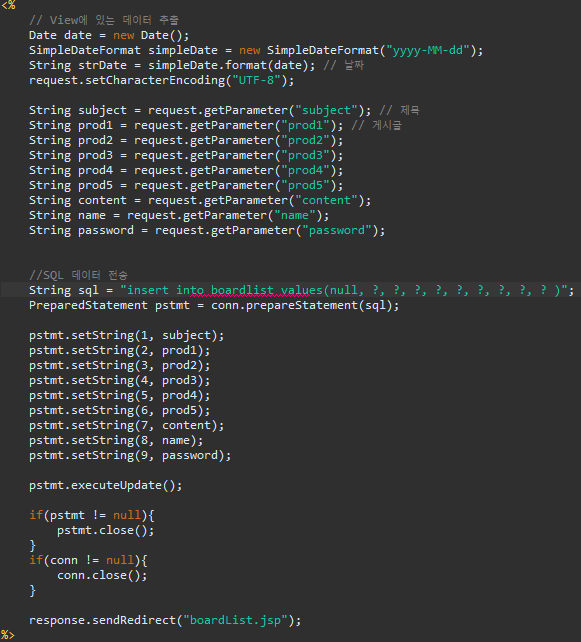 <%
// View에 있는 데이터 추출
Date date = new Date();
SimpleDateFormat simpleDate = new SimpleDateFormat("yyyy-MM-dd");
String strDate = simpleDate.format(date); // 날짜
request.setCharacterEncoding("UTF-8");
String subject = request.getParameter("subject"); // 제목
String prod1 = request.getParameter("prod1"); // 게시글
String prod2 = request.getParameter("prod2");
String prod3 = request.getParameter("prod3");
String prod4 = request.getParameter("prod4");
String prod5 = request.getParameter("prod5");
String content = request.getParameter("content");
String name = request.getParameter("name");
String password = request.getParameter("password");
//SQL 데이터 전송
String sql = "insert into boardlist values(null, ?, ?, ?, ?, ?, ?, ?, ?, ? )";
PreparedStatement pstmt = conn.prepareStatement(sql);
pstmt.setString(1, subject);
pstmt.setString(2, prod1);
pstmt.setString(3, prod2);
pstmt.setString(4, prod3);
pstmt.setString(5, prod4);
pstmt.setString(6, prod5);
pstmt.setString(7, content);
pstmt.setString(8, name);
pstmt.setString(9, password);
pstmt.executeUpdate();
if(pstmt != null){
pstmt.close();
}
if(conn != null){
conn.close();
}
response.sendRedirect("boardList.jsp");
%>